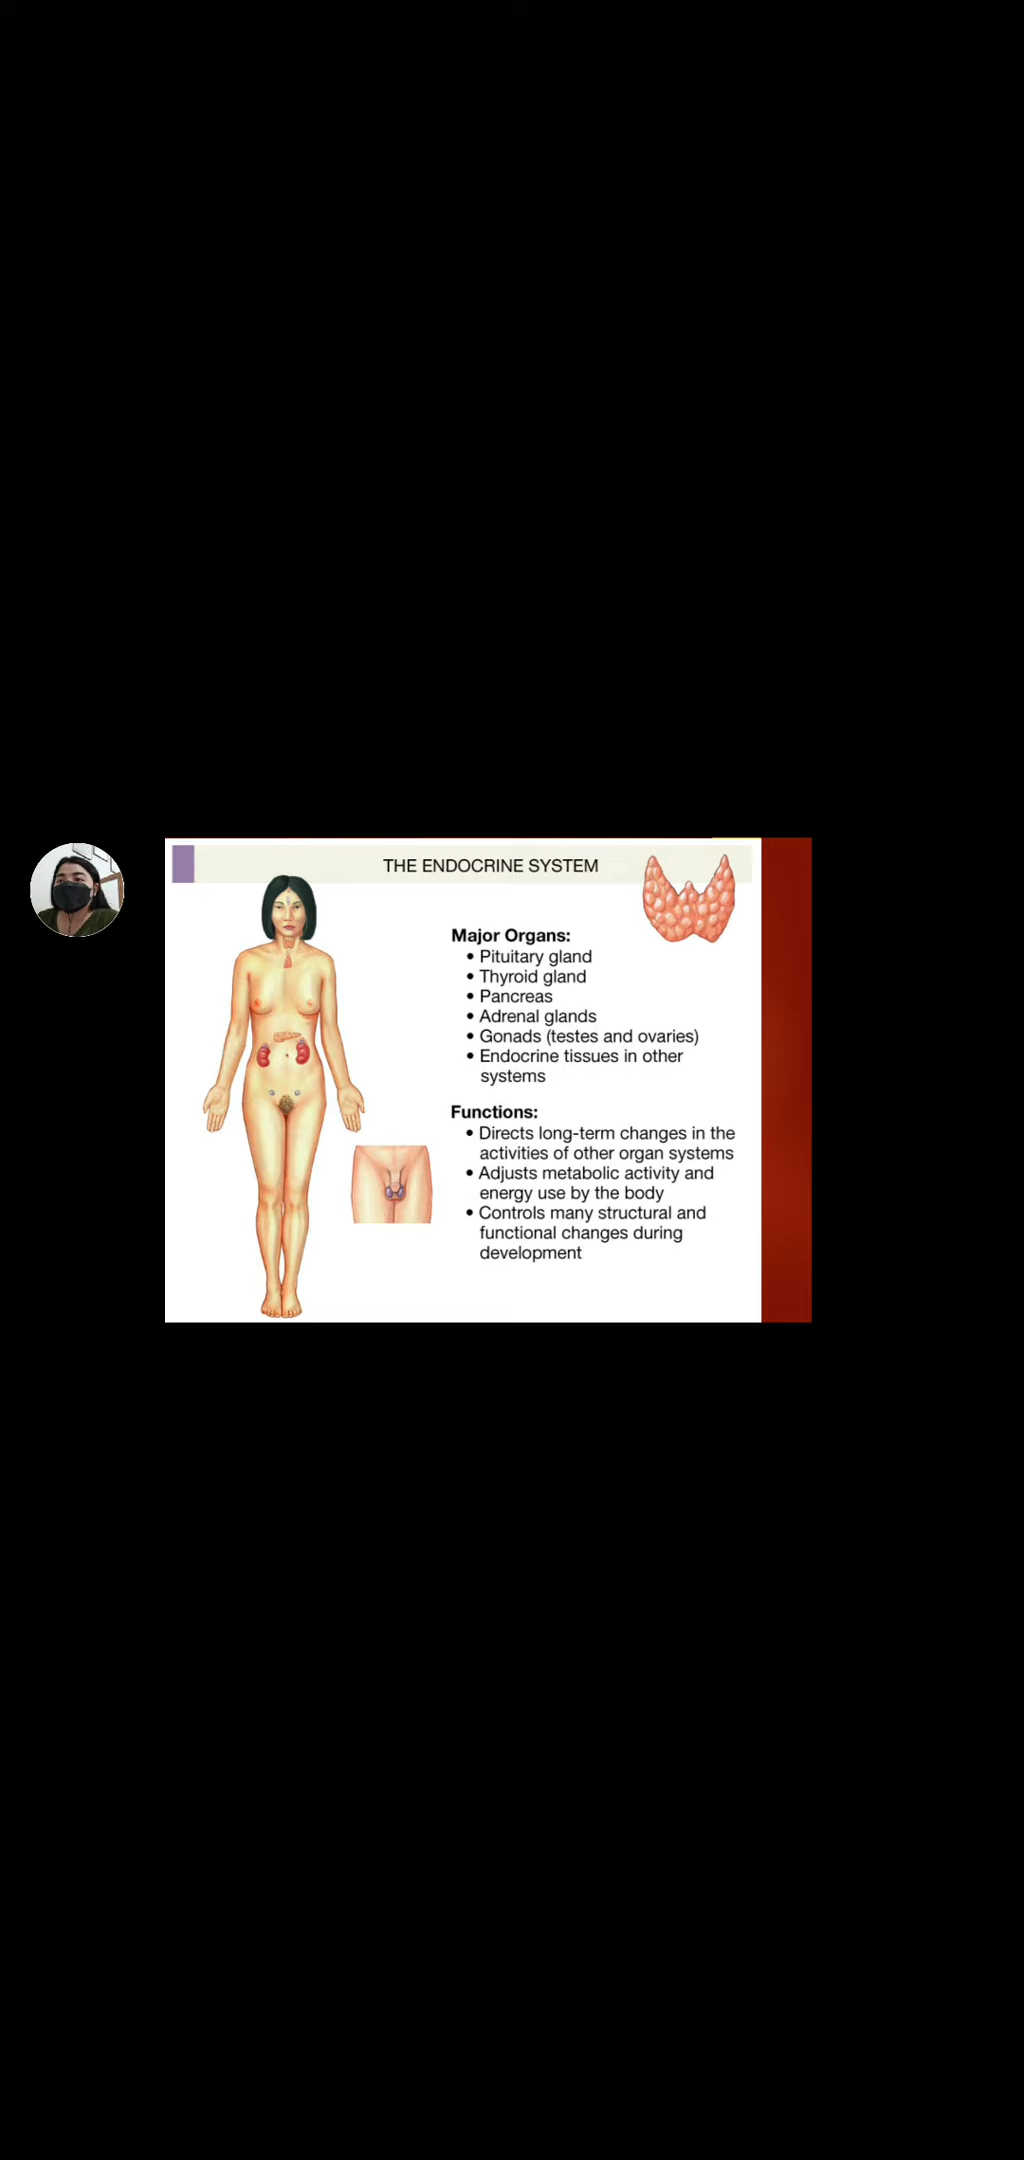 THE ENDOCRINE SYSTEM
Major Organs:
• Pituitary gland
• Thyroid gland
• Pancreas
• Adrenal glands
• Gonads (testes and ovaries)
• Endocrine tissues in other
systems
Functions:
• Directs long-term changes in the
activities of other organ systems
• Adjusts metabolic activity and
energy use by the body
• Controls many structural and
functional changes during
development